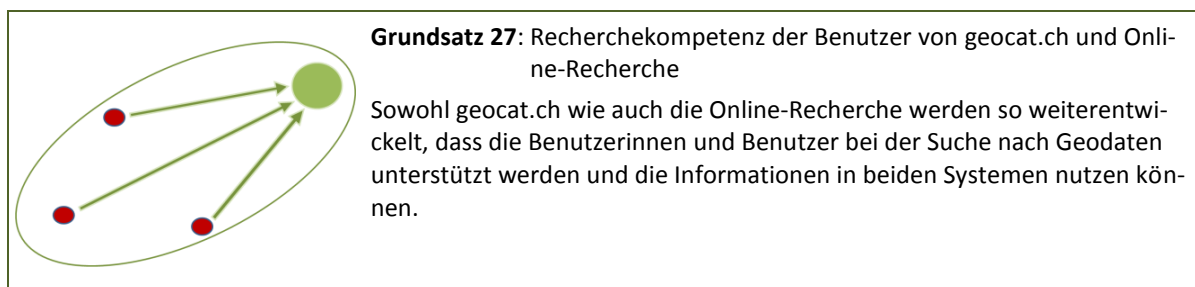 Grundsatz 27: Recherchekompetenz der Benutzer von geocat.ch und Onli-
ne-Recherche
Sowohl geocat.ch wie auch die Online-Recherche werden so weiterentwi-
ckelt, dass die Benutzerinnen und Benutzer bei der Suche nach Geodaten
unterstützt werden und die Informationen in beiden Systemen nutzen kön-
nen.